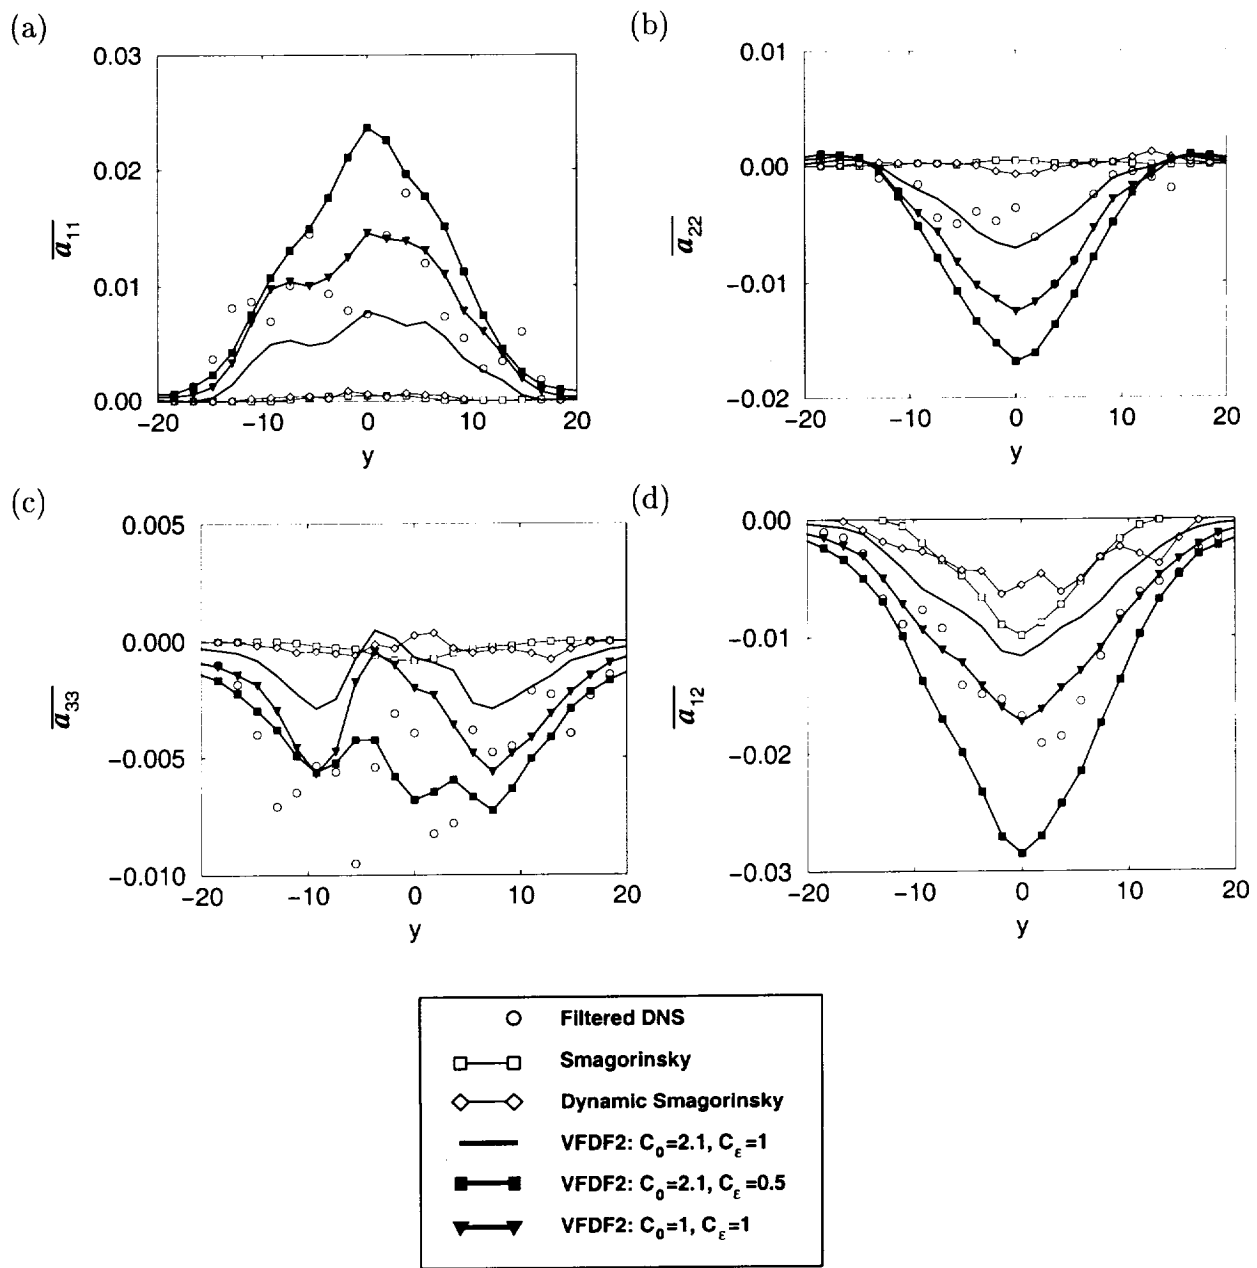 (a)
0.03
0.02
0.01
0.00
−20
−10
0
10
20
y
a11
(b)
0.01
0.00
−0.01
−0.02
−20
−10
0
10
20
y
a22
(c)
0.005
0.000
−0.005
−0.010
−20
−10
0
10
20
y
a33
(d)
0.00
−0.01
−0.02
−0.03
−20
−10
0
10
20
y
a12
Filtered DNS
Smagorinsky
Dynamic Smagorinsky
VFDF2: C0=2.1, Cε=1
VFDF2: C0=2.1, Cε=0.5
VFDF2: C0=1, Cε=1